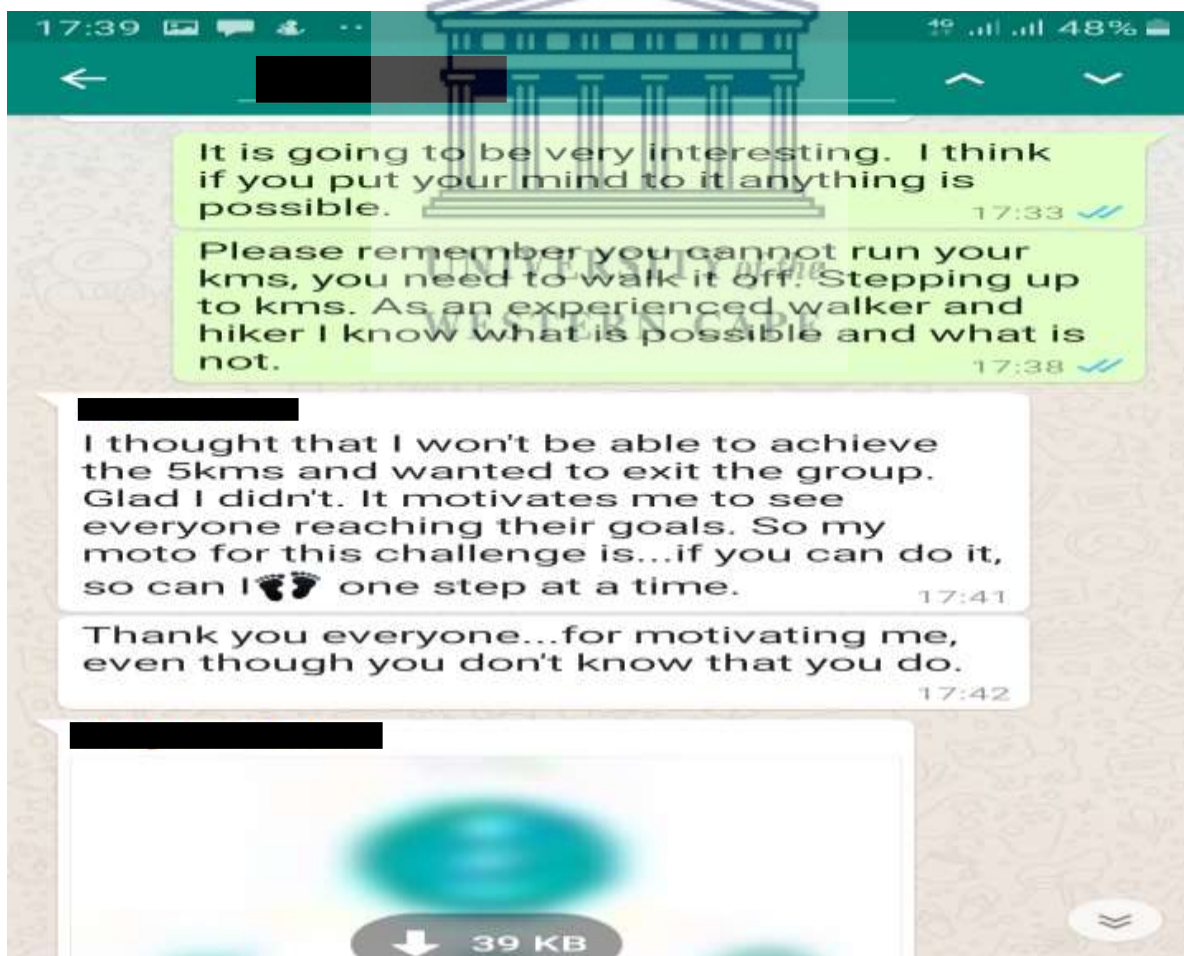 17:39
4G 48%
It is going to be very interesting. I think
if you put your mind to it anything is
possible.
17:33
Please remember you cannot run your
kms, you need to walk it off. Stepping up
to kms. As an experienced walker and
hiker I know what is possible and what is
not.
17:38
UNIVERSITY of the
WESTERN CAPE
I thought that I won't be able to achieve
the 5kms and wanted to exit the group.
Glad I didn't. It motivates me to see
everyone reaching their goals. So my
moto for this challenge is...if you can do it,
so can I👣 one step at a time.
17:41
Thank you everyone...for motivating me,
even though you don't know that you do.
17:42
39 KB